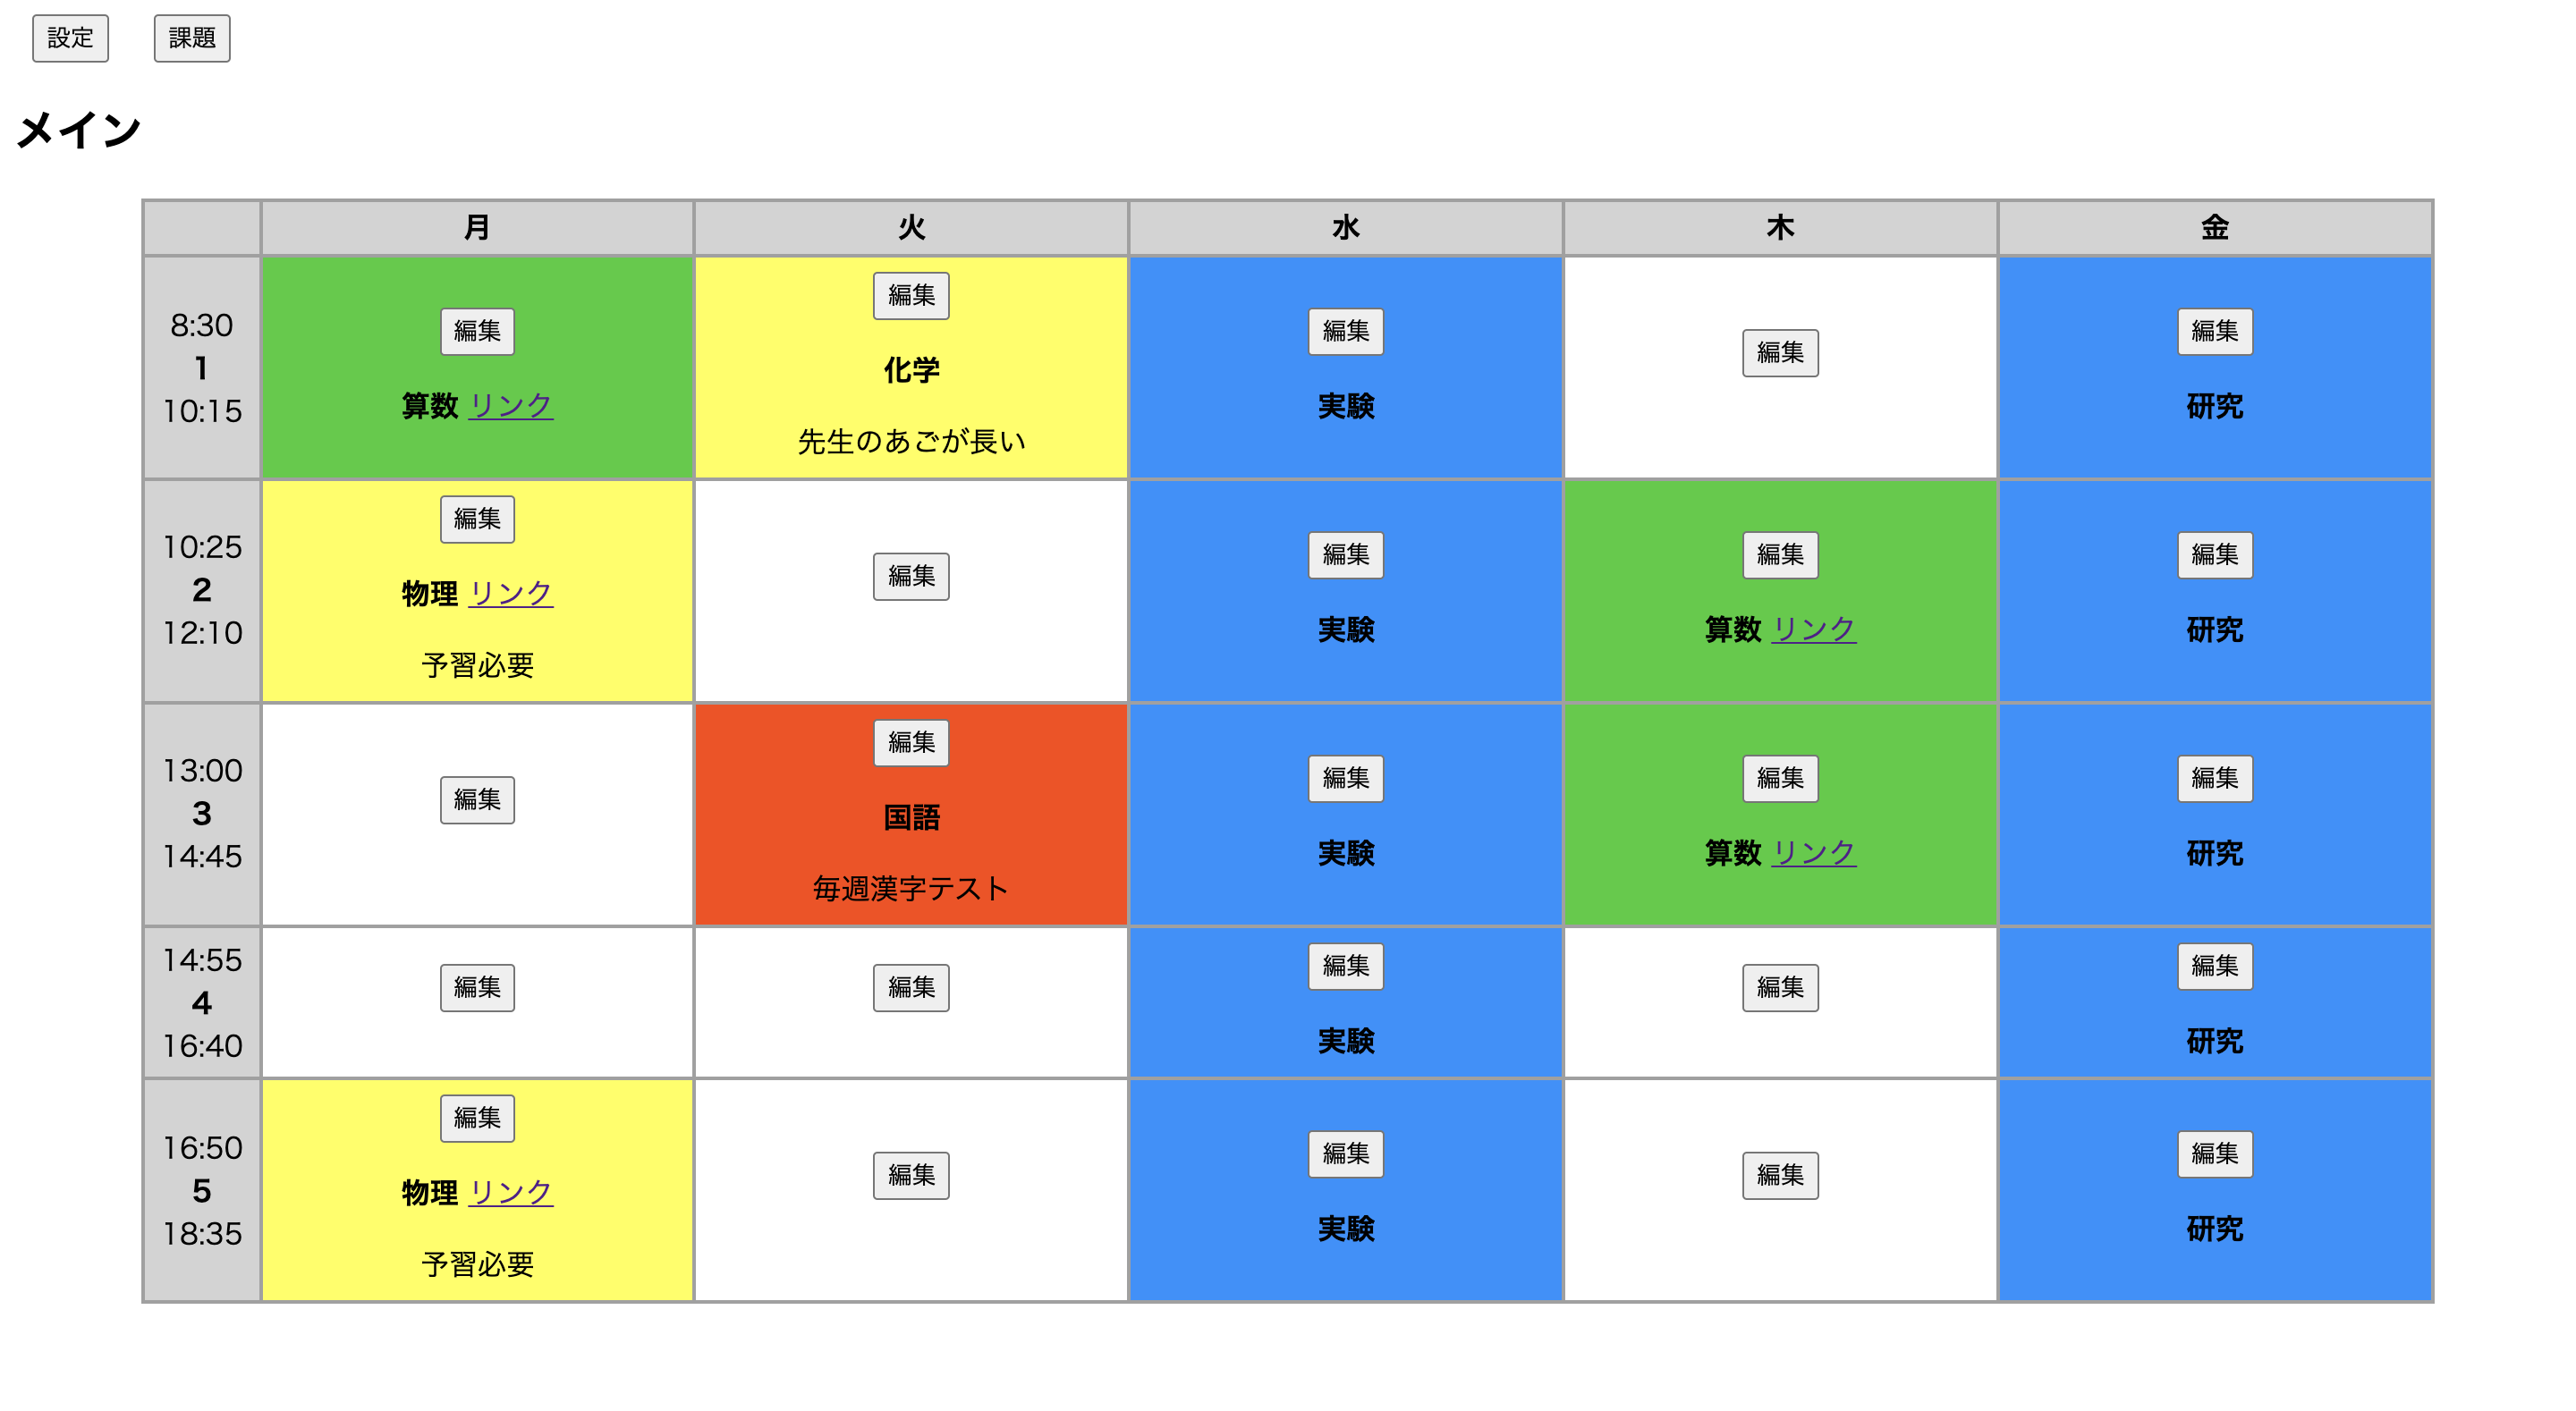 設定 課題
メイン
月 火 水 木 金
8:30
1
10:15
編集
算数 リンク
編集
化学
先生のあごが長い
編集
実験
編集
編集
研究
10:25
2
12:10
編集
物理 リンク
予習必要
編集
編集
実験
編集
算数 リンク
編集
研究
13:00
3
14:45
編集
編集
国語
毎週漢字テスト
編集
実験
編集
算数 リンク
編集
研究
14:55
4
16:40
編集
編集
編集
実験
編集
編集
研究
16:50
5
18:35
編集
物理 リンク
予習必要
編集
編集
実験
編集
編集
研究